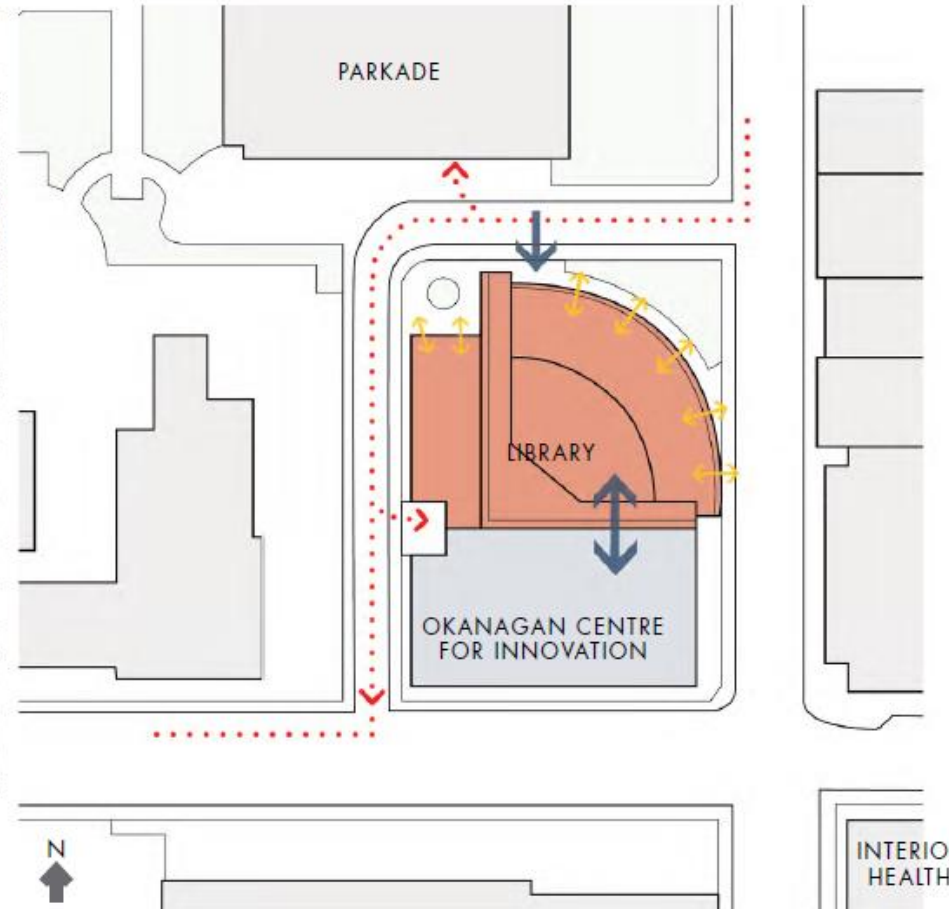 PARKADE
LIBRARY
OKANAGAN CENTRE
FOR INNOVATION
N
INTERIO
HEALTH